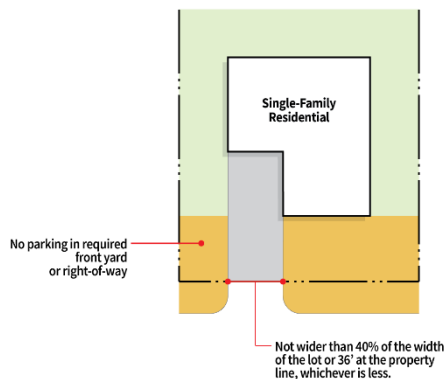 Single-Family
Residential
No parking in required
front yard
or right-of-way
Not wider than 40% of the width
of the lot or 36’ at the property
line, whichever is less.